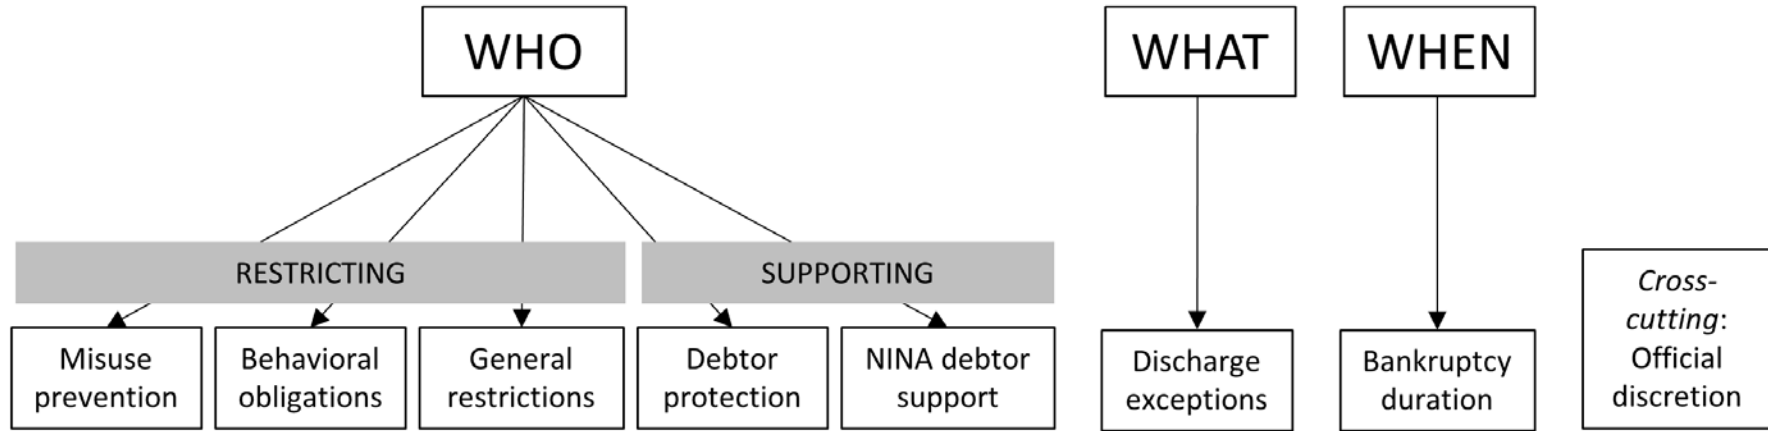 WHO
WHAT
WHEN
RESTRICTING
SUPPORTING
Misuse
prevention
Behavioral
obligations
General
restrictions
Debtor
protection
NINA debtor
support
Discharge
exceptions
Bankruptcy
duration
Cross-
cutting:
Official
discretion